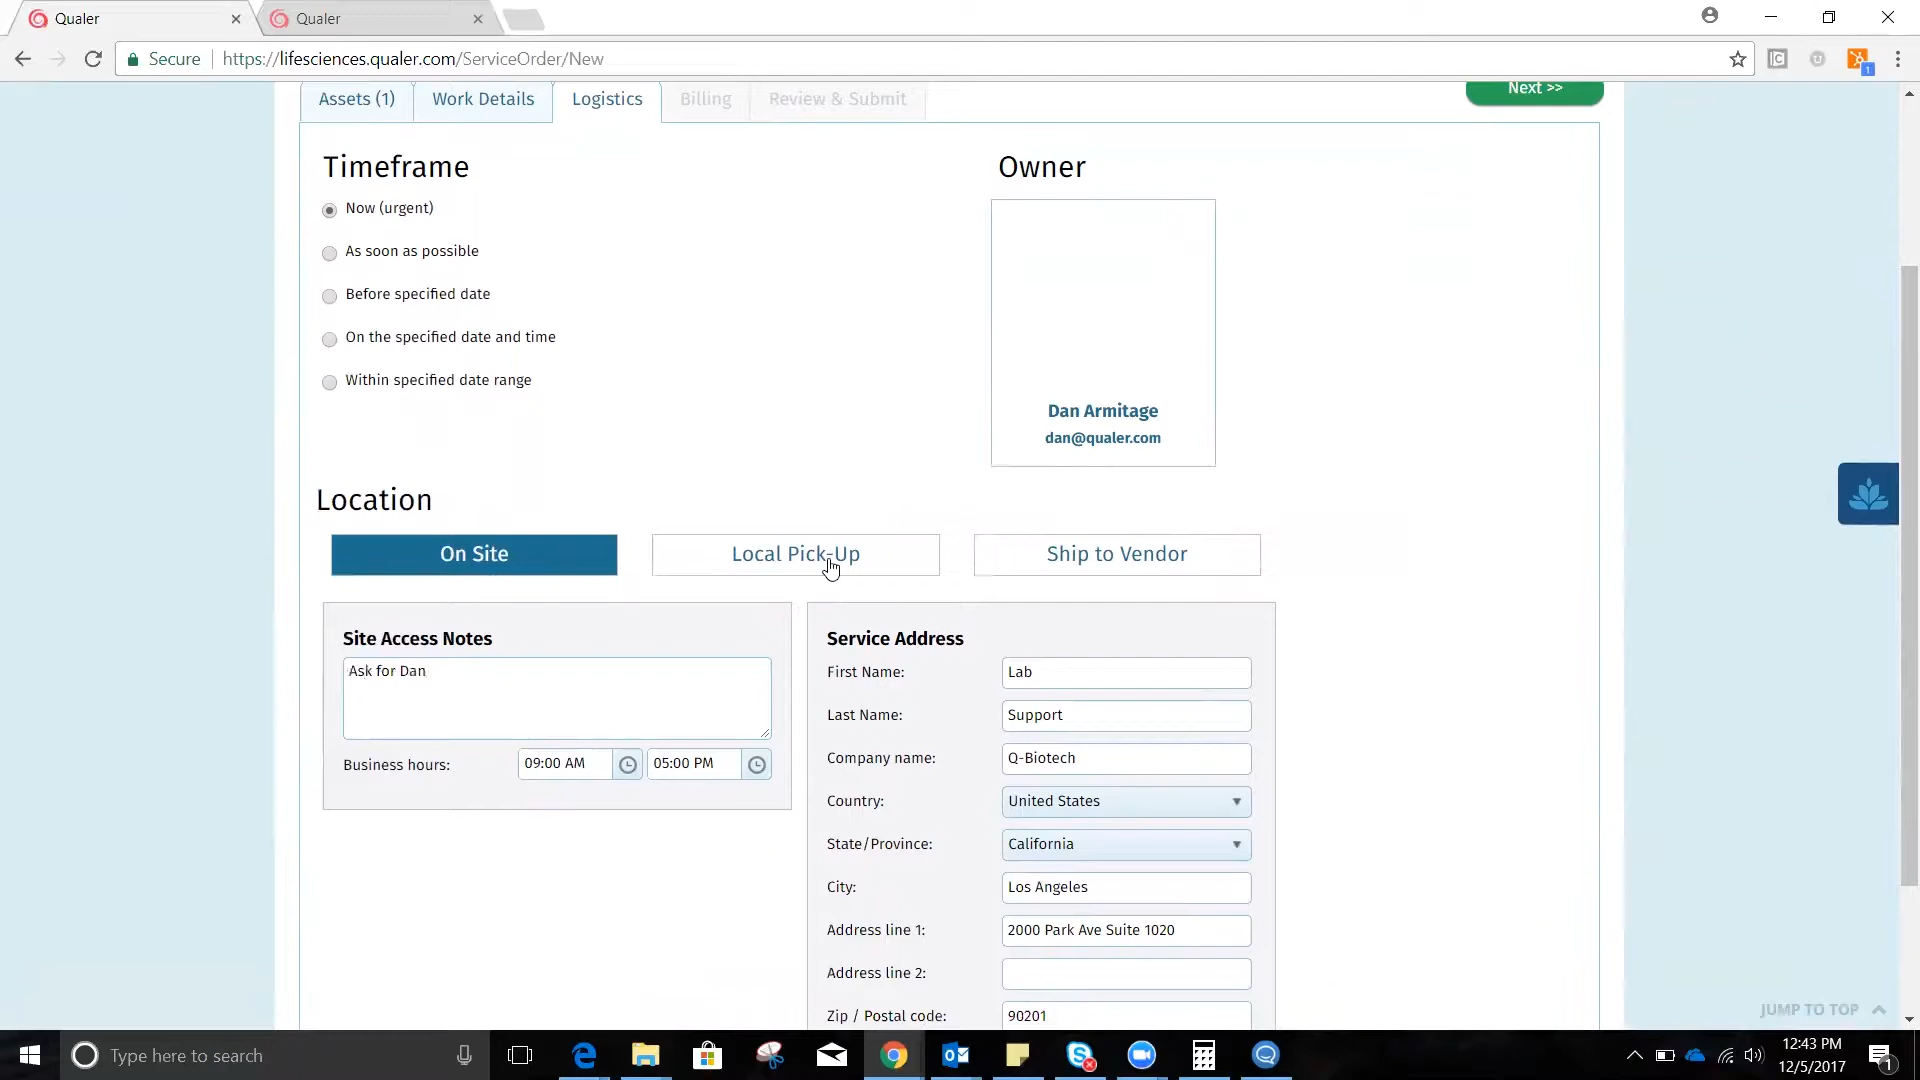 Qualer
Qualer
Secure
https://lifesciences.qualer.com/ServiceOrder/New
1
Assets (1)
Work Details
Logistics
Billing
Review & Submit
Next >>
Timeframe
Owner
Now (urgent)
As soon as possible
Before specified date
On the specified date and time
Within specified date range
Dan Armitage
dan@qualer.com
Location
On Site
Local Pick-Up
Ship to Vendor
Site Access Notes
Ask for Dan
Business hours:
09:00 AM
05:00 PM
Service Address
First Name:
Lab
Last Name:
Support
Company name:
Q-Biotech
Country:
United States
State/Province:
California
City:
Los Angeles
Address line 1:
2000 Park Ave Suite 1020
Address line 2:
Zip / Postal code:
90201
JUMP TO TOP
Type here to search
12:43 PM
12/5/2017
1